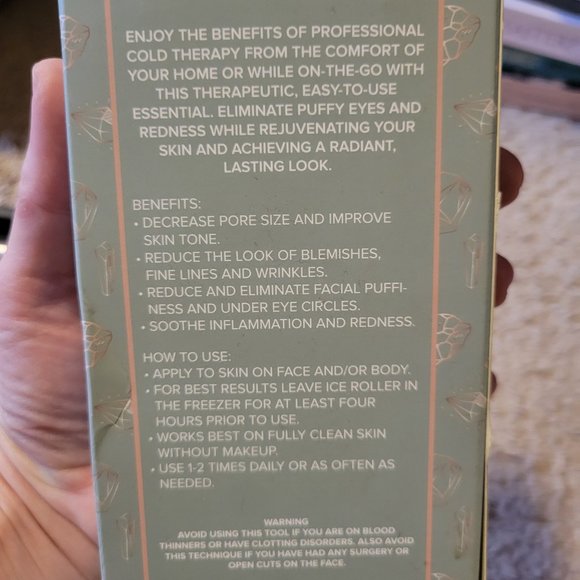 ENJOY THE BENEFITS OF PROFESSIONAL
COLD THERAPY FROM THE COMFORT OF
YOUR HOME OR WHILE ON-THE-GO WITH
THIS THERAPEUTIC, EASY-TO-USE
ESSENTIAL. ELIMINATE PUFFY EYES AND
REDNESS WHILE REJUVENATING YOUR
SKIN AND ACHIEVING A RADIANT,
LASTING LOOK.
BENEFITS:
• DECREASE PORE SIZE AND IMPROVE
SKIN TONE.
• REDUCE THE LOOK OF BLEMISHES,
FINE LINES AND WRINKLES.
• REDUCE AND ELIMINATE FACIAL PUFFI-
NESS AND UNDER EYE CIRCLES.
• SOOTHE INFLAMMATION AND REDNESS.
HOW TO USE:
• APPLY TO SKIN ON FACE AND/OR BODY.
• FOR BEST RESULTS LEAVE ICE ROLLER IN
THE FREEZER FOR AT LEAST FOUR
HOURS PRIOR TO USE.
• WORKS BEST ON FULLY CLEAN SKIN
WITHOUT MAKEUP.
• USE 1-2 TIMES DAILY OR AS OFTEN AS
NEEDED.
WARNING
AVOID USING THIS TOOL IF YOU ARE ON BLOOD
THINNERS OR HAVE CLOTTING DISORDERS. ALSO AVOID
THIS TECHNIQUE IF YOU HAVE HAD ANY SURGERY OR
OPEN CUTS ON THE FACE.